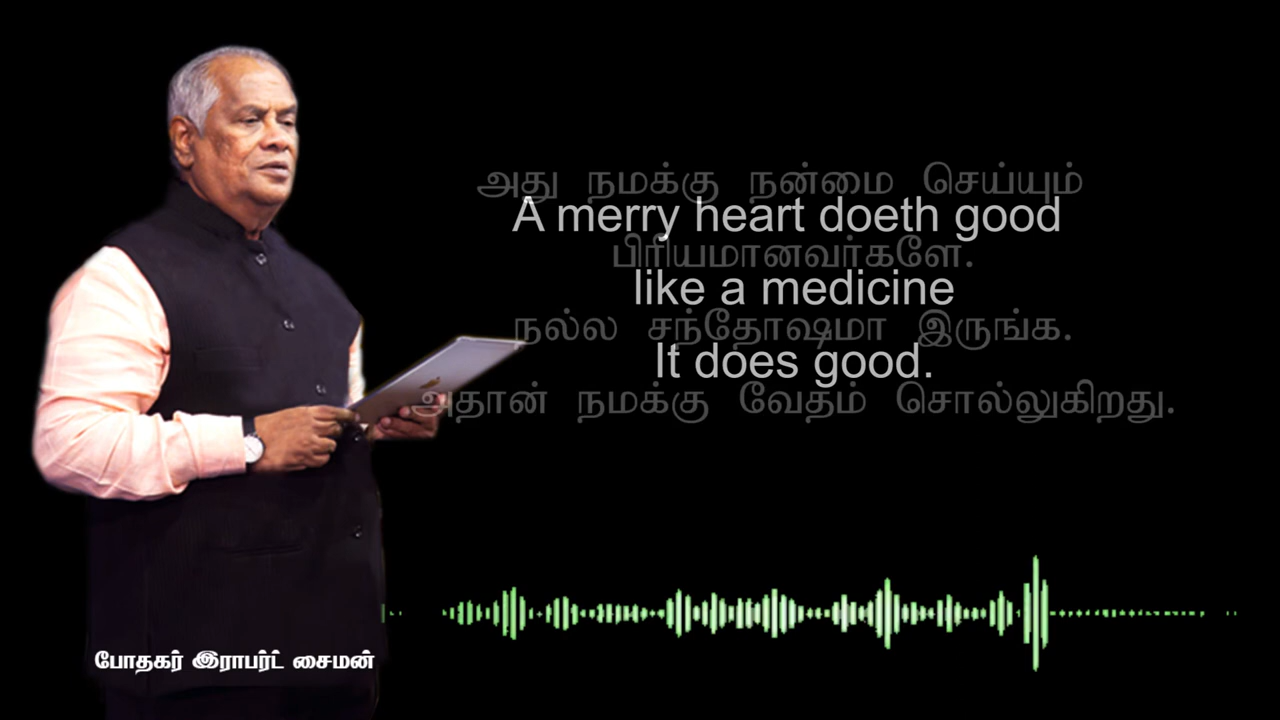 அது நமக்கு நன்மை செய்யும்
A merry heart doeth good
பிரியமானவர்களே.
like a medicine
நல்ல சந்தோஷமா இருங்க.
It does good.
அதான் நமக்கு வேதம் சொல்லுகிறது.
போதகர் இராபர்ட் சைமன்